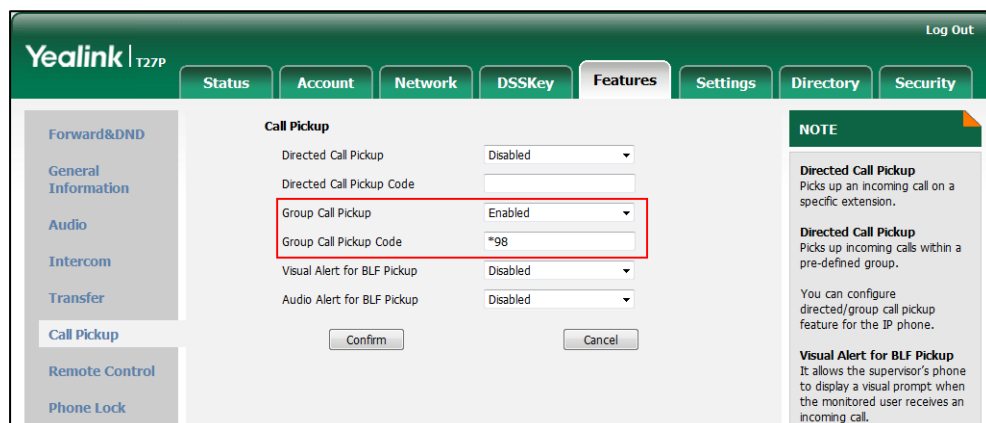 Log Out
Yealink | T27P
Status Account Network DSSKey Features Settings Directory Security
Forward&DND
General
Information
Audio
Intercom
Transfer
Call Pickup
Remote Control
Phone Lock
Call Pickup
Directed Call Pickup Disabled
Directed Call Pickup Code
Group Call Pickup Enabled
Group Call Pickup Code *98
Visual Alert for BLF Pickup Disabled
Audio Alert for BLF Pickup Disabled
Confirm Cancel
NOTE
Directed Call Pickup
Picks up an incoming call on a
specific extension.
Directed Call Pickup
Picks up incoming calls within a
pre-defined group.
You can configure
directed/group call pickup
feature for the IP phone.
Visual Alert for BLF Pickup
It allows the supervisor's phone
to display a visual prompt when
the monitored user receives an
incoming call.